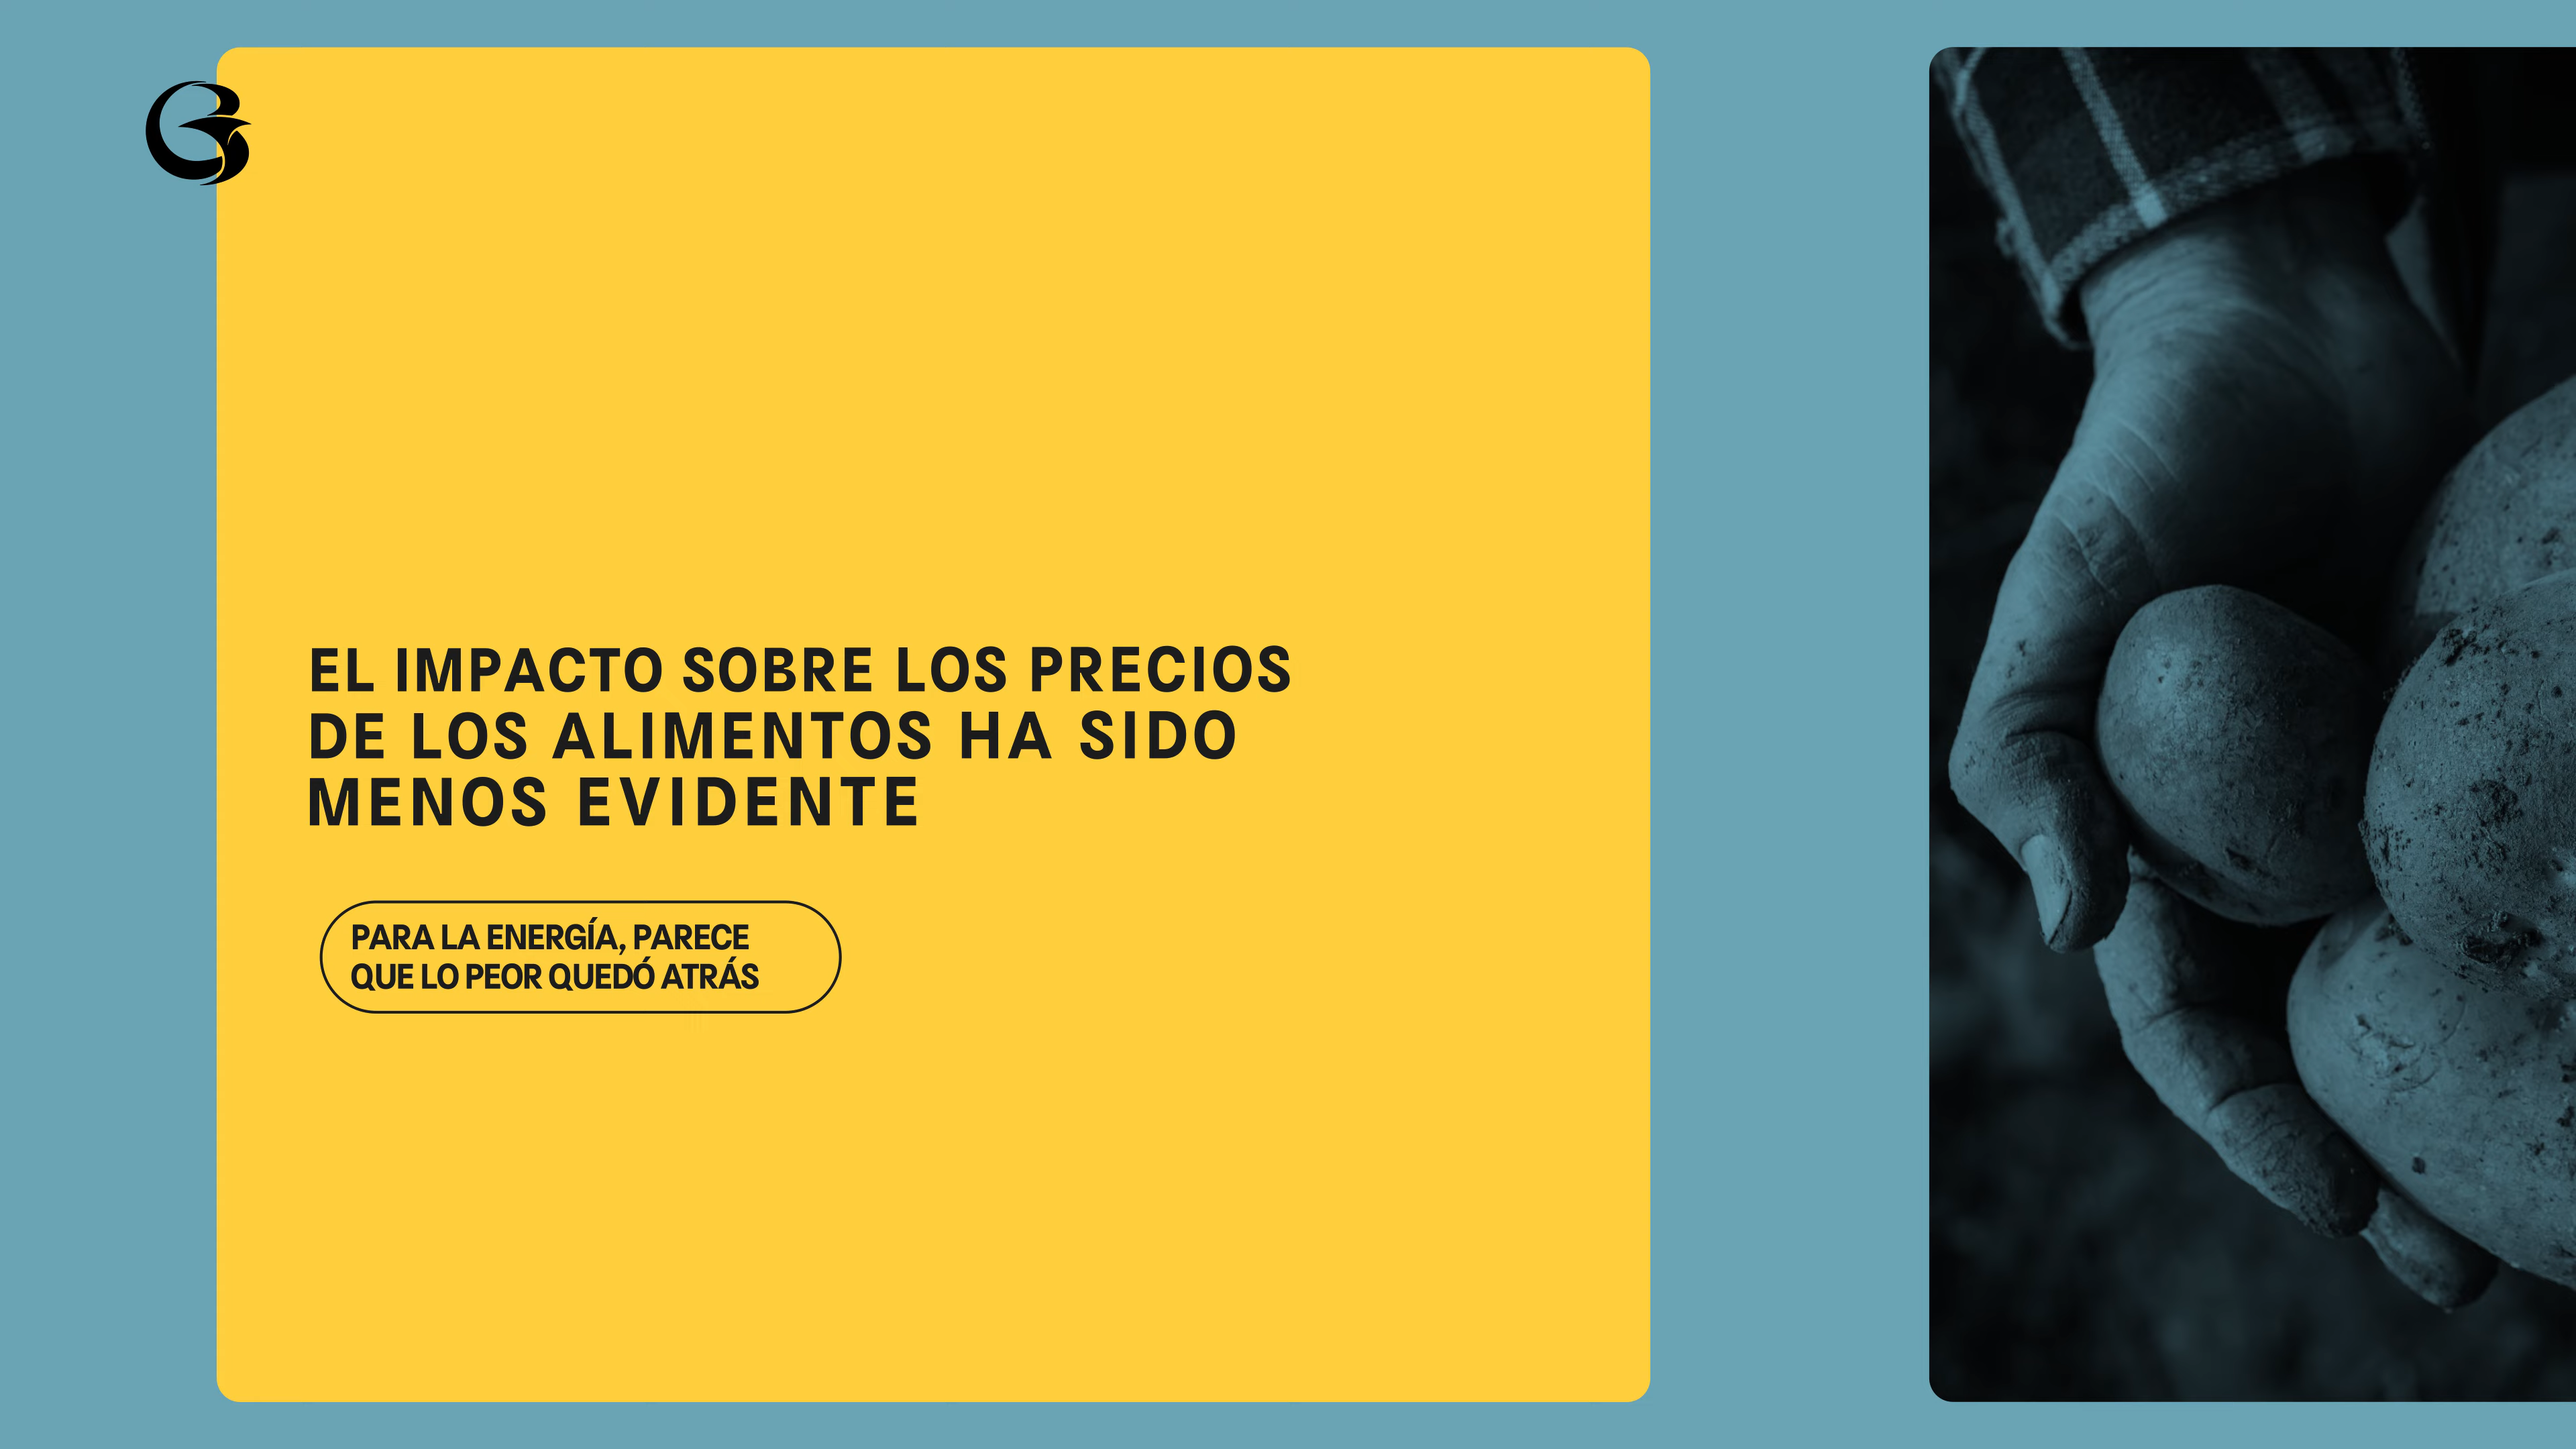 EL IMPACTO SOBRE LOS PRECIOS
DE LOS ALIMENTOS HA SIDO
MENOS EVIDENTE
PARA LA ENERGÍA, PARECE
QUE LO PEOR QUEDÓ ATRÁS